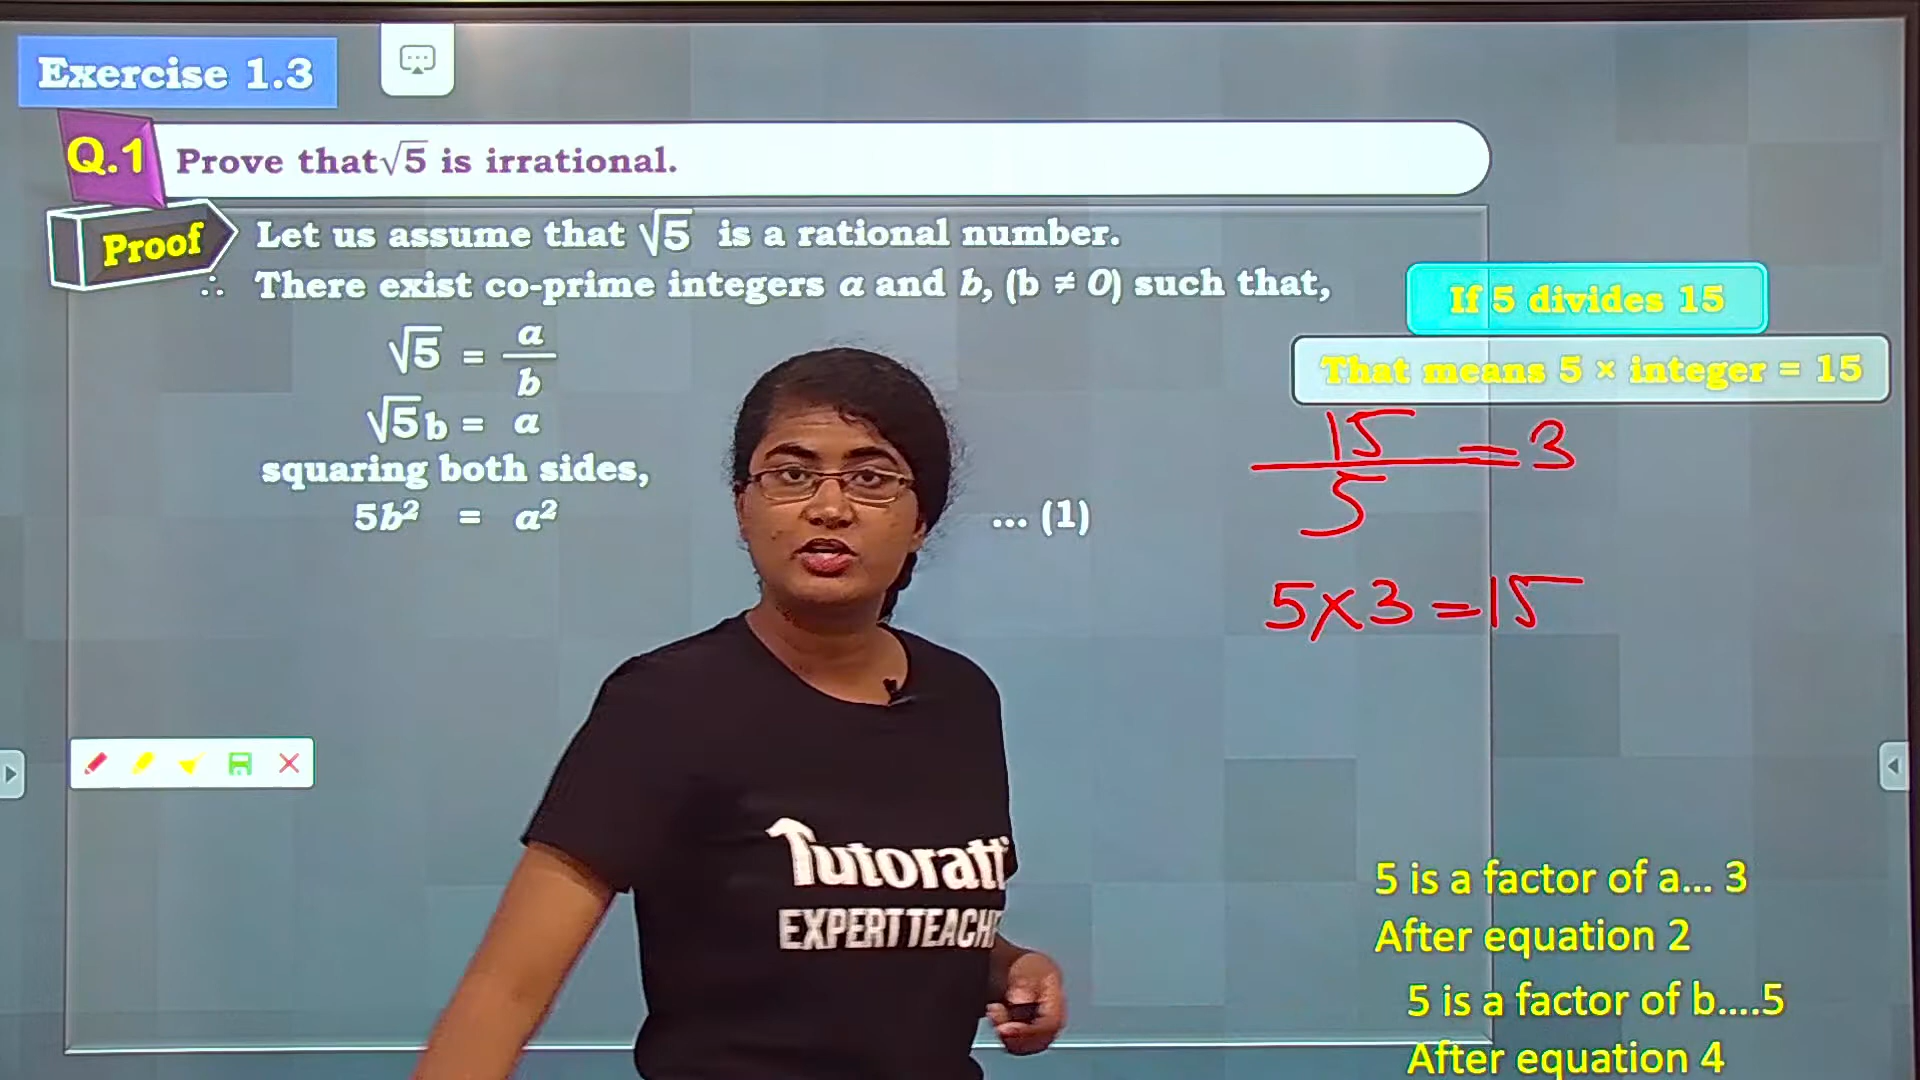 Exercise 1.3
Q.1 Prove that √5 is irrational.
Proof Let us assume that √5 is a rational number.
∴ There exist co-prime integers a and b, (b ≠ 0) such that,
√5 = a/b
√5b = a
squaring both sides,
5b² = a² ... (1)
If 5 divides 15
That means 5 × integer = 15
15/5 = 3
5×3=15
5 is a factor of a... 3
After equation 2
5 is a factor of b....5
After equation 4
EXPERT